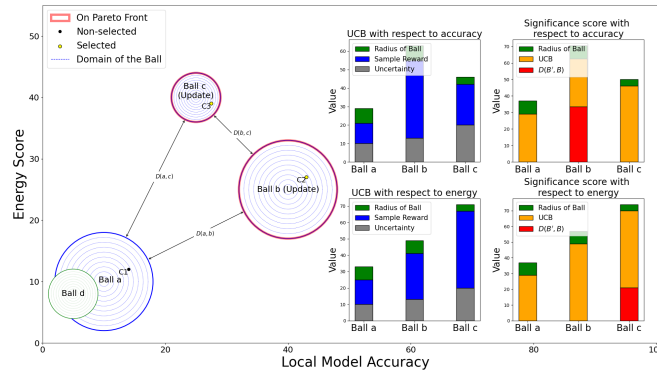 On Pareto Front
Non-selected
Selected
Domain of the Ball
Energy Score
50
40
30
20
10
0
0
20
40
80
100
Local Model Accuracy
Ball c
(Update)
C3
D(b, c)
D(a, c)
C2
Ball b (Update)
D(a, b)
C1
Ball a
Ball d
UCB with respect to accuracy
Radius of Ball
Sample Reward
Uncertainty
Value
60
50
40
30
20
10
0
Ball a Ball b Ball c
Significance score with
respect to accuracy
Radius of Ball
UCB
D(B', B)
Value
70
60
50
40
30
20
10
0
Ball a Ball b Ball c
UCB with respect to energy
Radius of Ball
Sample Reward
Uncertainty
Value
70
60
50
40
30
20
10
0
Ball a Ball b Ball c
Significance score with
respect to energy
Radius of Ball
UCB
D(B', B)
Value
70
60
50
40
30
20
10
0
Ball a Ball b Ball c